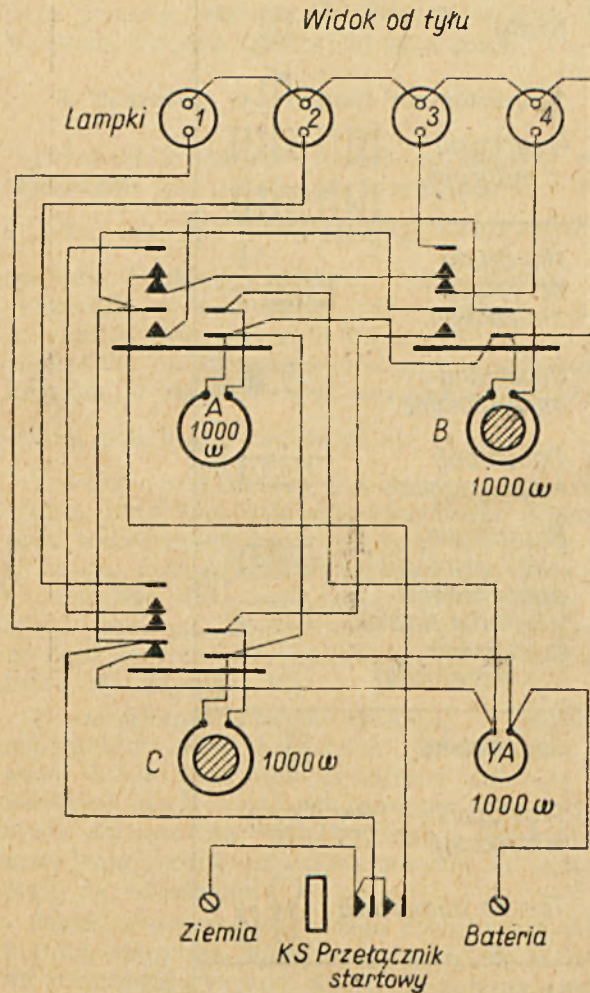 Widok od tyłu
Lampki 1 2 3 4
A
1000
ω
B
1000 ω
C 1000 ω
YA
1000 ω
Ziemia
KS Przełącznik
startowy
Bateria